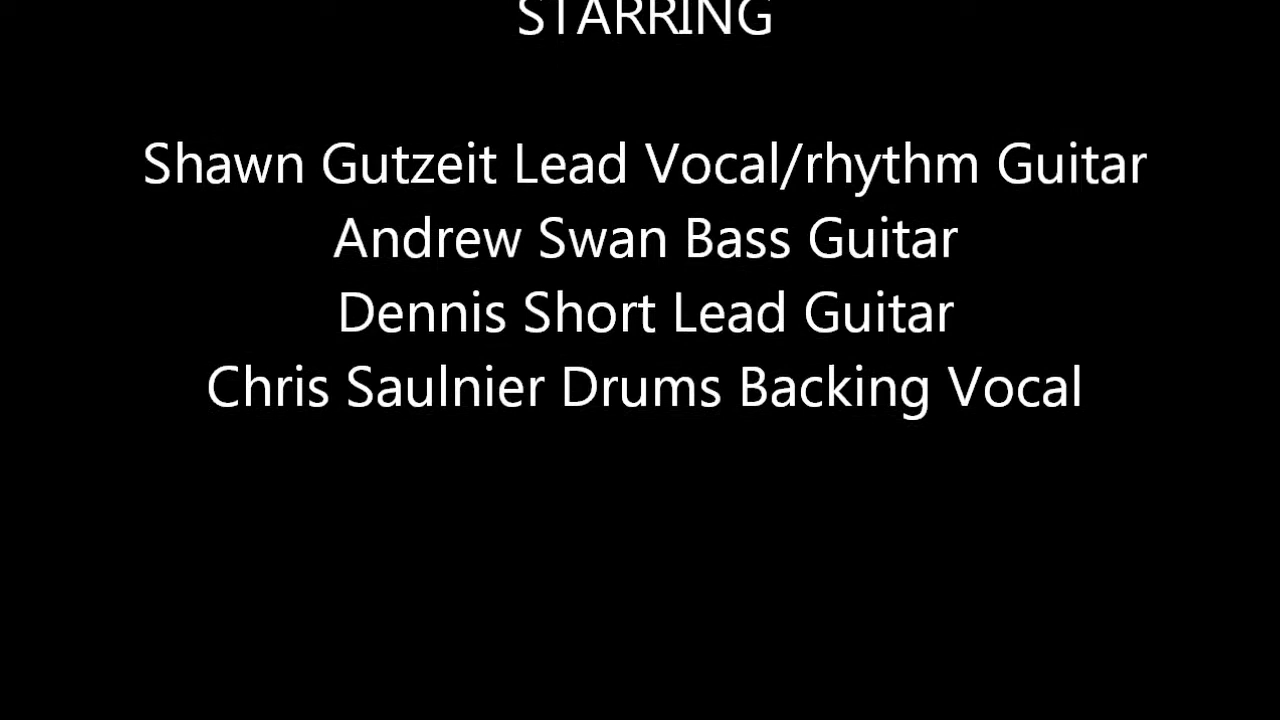 STARRING
Shawn Gutzeit Lead Vocal/rhythm Guitar
Andrew Swan Bass Guitar
Dennis Short Lead Guitar
Chris Saulnier Drums Backing Vocal